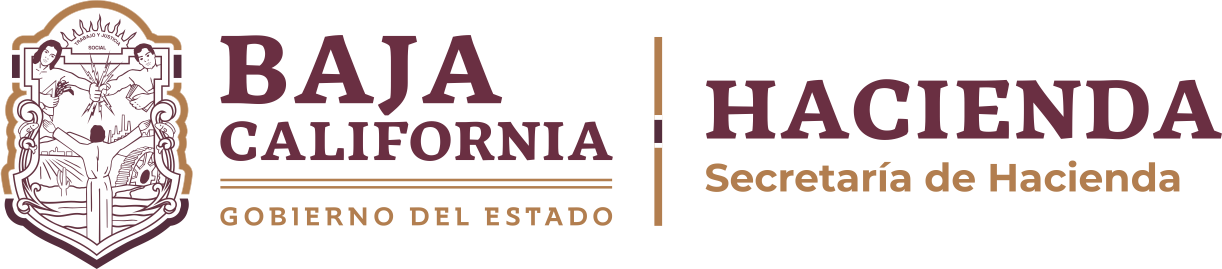 TRABAJO Y JUSTICIA
SOCIAL
BAJA
CALIFORNIA
GOBIERNO DEL ESTADO
HACIENDA
Secretaría de Hacienda